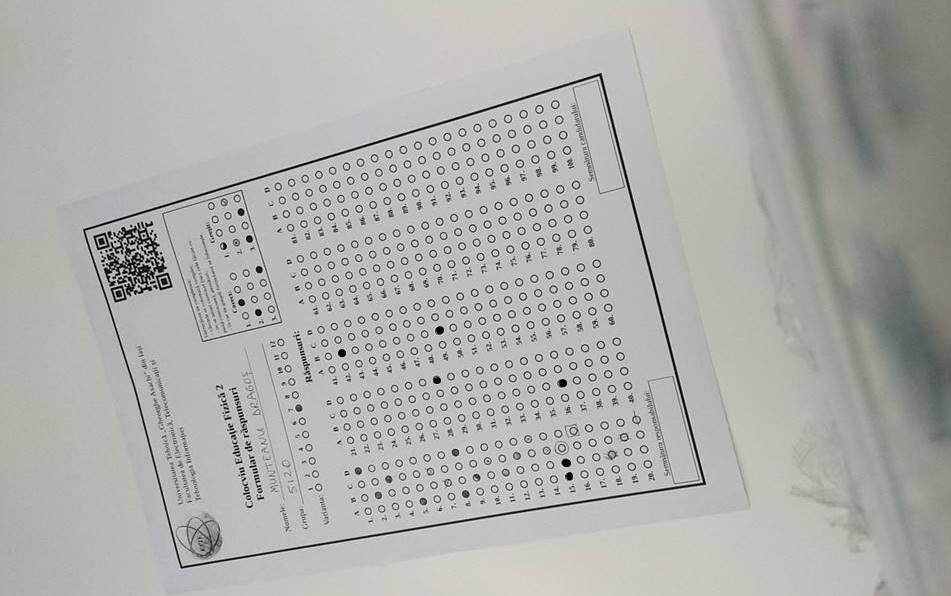 Universitatea Tehnică „Gheorghe Asachi” din Iași
Facultatea de Electronică, Telecomunicații și
Tehnologia Informației
Colocviu Educație Fizică 2
Formular de răspunsuri
Numele: MUNTEANU DRAGOȘ
Grupa: 5120
Varianta: 1 2 3 4 5 6 7 8 9 10 11 12
Corect:
Greșit:
1. 1.
2. 2.
3. 3.
Răspunsuri:
A B C D A B C D A B C D A B C D A B C D
1. 21. 41. 61. 81.
2. 22. 42. 62. 82.
3. 23. 43. 63. 83.
4. 24. 44. 64. 84.
5. 25. 45. 65. 85.
6. 26. 46. 66. 86.
7. 27. 47. 67. 87.
8. 28. 48. 68. 88.
9. 29. 49. 69. 89.
10. 30. 50. 70. 90.
11. 31. 51. 71. 91.
12. 32. 52. 72. 92.
13. 33. 53. 73. 93.
14. 34. 54. 74. 94.
15. 35. 55. 75. 95.
16. 36. 56. 76. 96.
17. 37. 57. 77. 97.
18. 38. 58. 78. 98.
19. 39. 59. 79. 99.
20. 40. 60. 80. 100.
Semnătura responsabilului:
Semnătura candidatului: